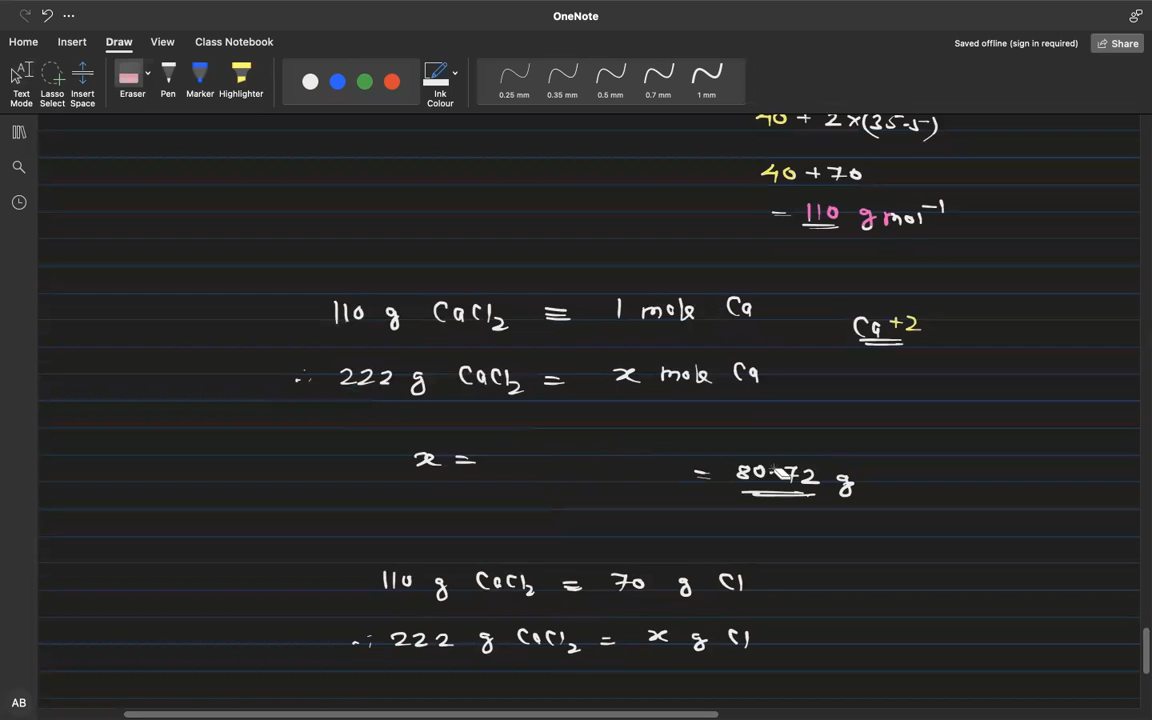 OneNote
Home Insert Draw View Class Notebook
Saved offline (sign in required) Share
Text Mode
Lasso Select
Insert Space
Eraser
Pen
Marker
Highlighter
Ink Colour
0.25 mm 0.35 mm 0.5 mm 0.7 mm 1 mm
40 + 2 × (35.5)
40 + 70
= 110 g mol⁻¹
110 g CaCl₂ ≡ 1 mole Ca
Ca +2
∴ 222 g CaCl₂ = x mole Ca
x =
= 80.72 g
110 g CaCl₂ = 70 g Cl
∴ 222 g CaCl₂ = x g Cl
AB